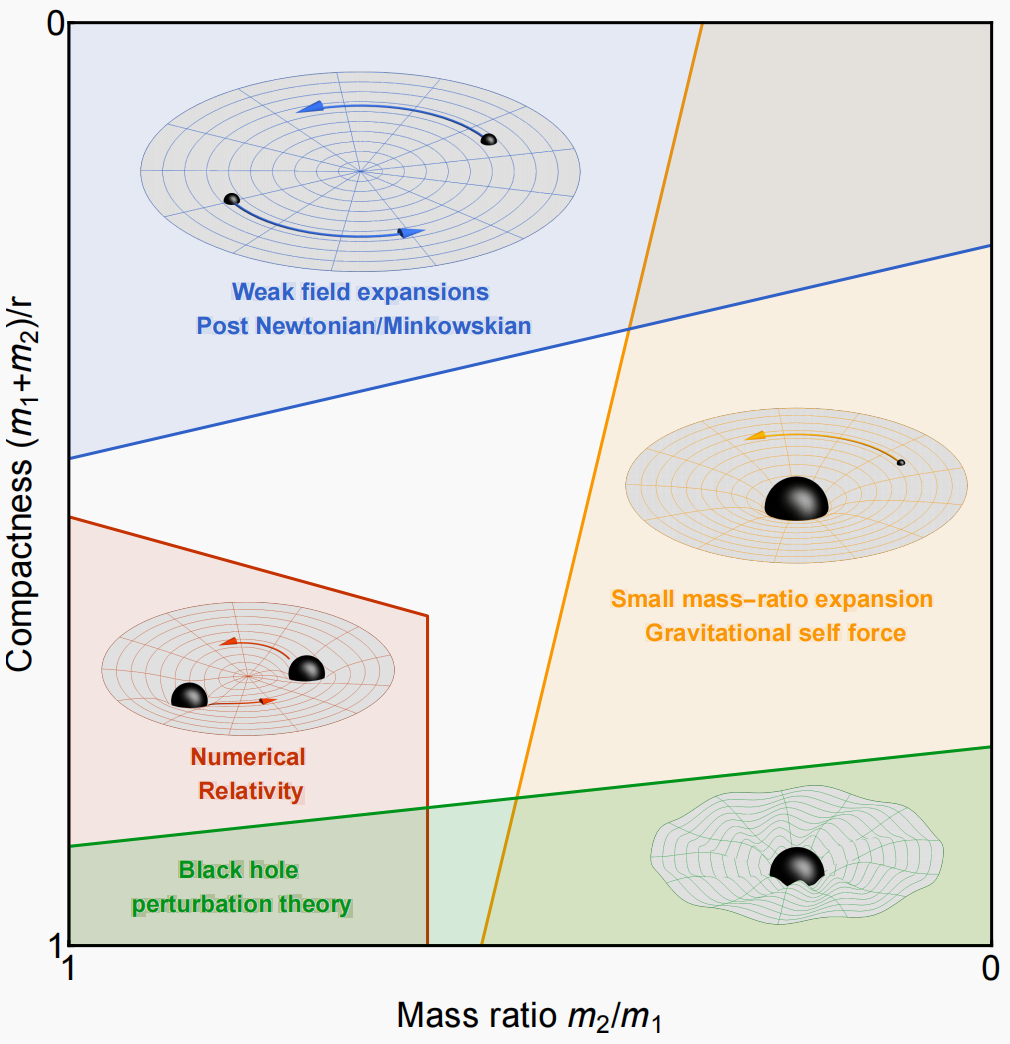 0
Weak field expansions
Post Newtonian/Minkowskian
Compactness (m₁+m₂)/r
Small mass–ratio expansion
Gravitational self force
Numerical
Relativity
Black hole
perturbation theory
1
1
0
Mass ratio m₂/m₁